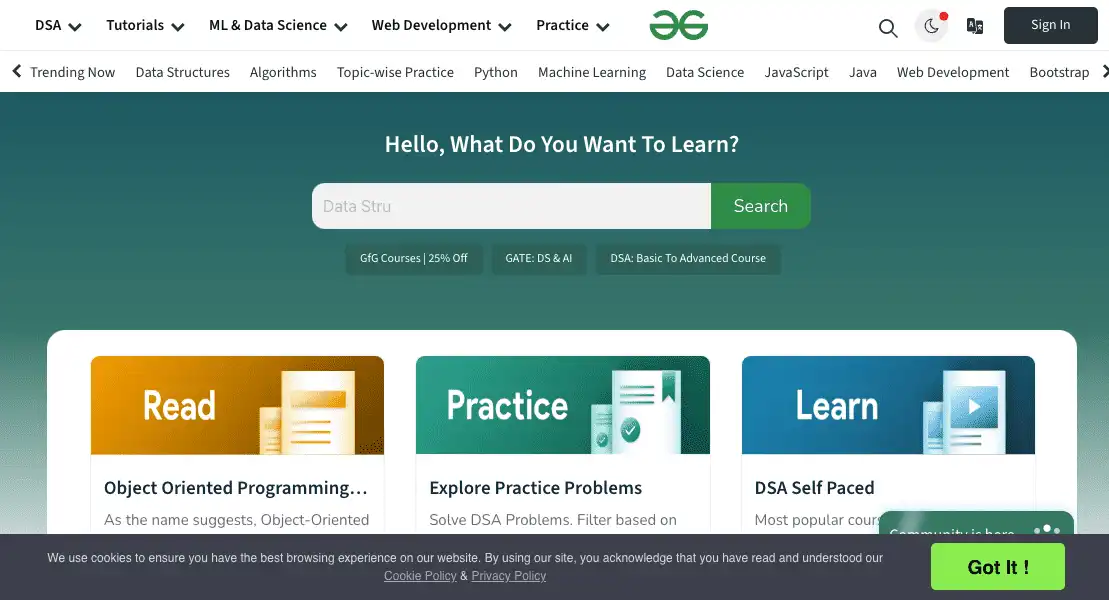 DSA Tutorials ML & Data Science Web Development Practice Sign In
Trending Now Data Structures Algorithms Topic-wise Practice Python Machine Learning Data Science JavaScript Java Web Development Bootstrap
Hello, What Do You Want To Learn?
Data Stru Search
GfG Courses | 25% Off GATE: DS & AI DSA: Basic To Advanced Course
Read Practice Learn
Object Oriented Programming... Explore Practice Problems DSA Self Paced
As the name suggests, Object-Oriented Solve DSA Problems. Filter based on Most popular
Community is here
We use cookies to ensure you have the best browsing experience on our website. By using our site, you acknowledge that you have read and understood our
Cookie Policy & Privacy Policy
Got It !